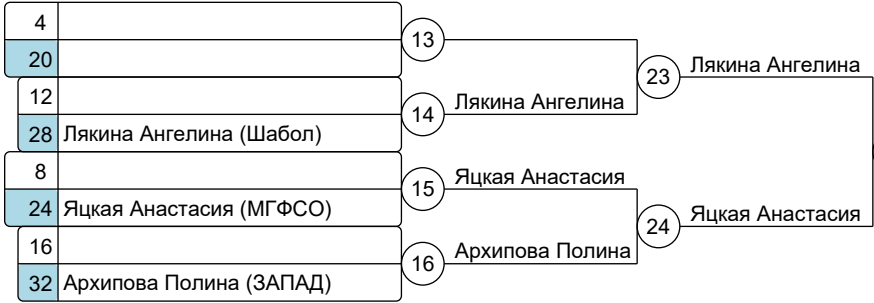 4
13
20
Лякина Ангелина
23
12
Лякина Ангелина
14
28 Лякина Ангелина (Шабол)
8
Яцкая Анастасия
15
24 Яцкая Анастасия (МГФСО)
Яцкая Анастасия
24
16
Архипова Полина
16
32 Архипова Полина (ЗАПАД)